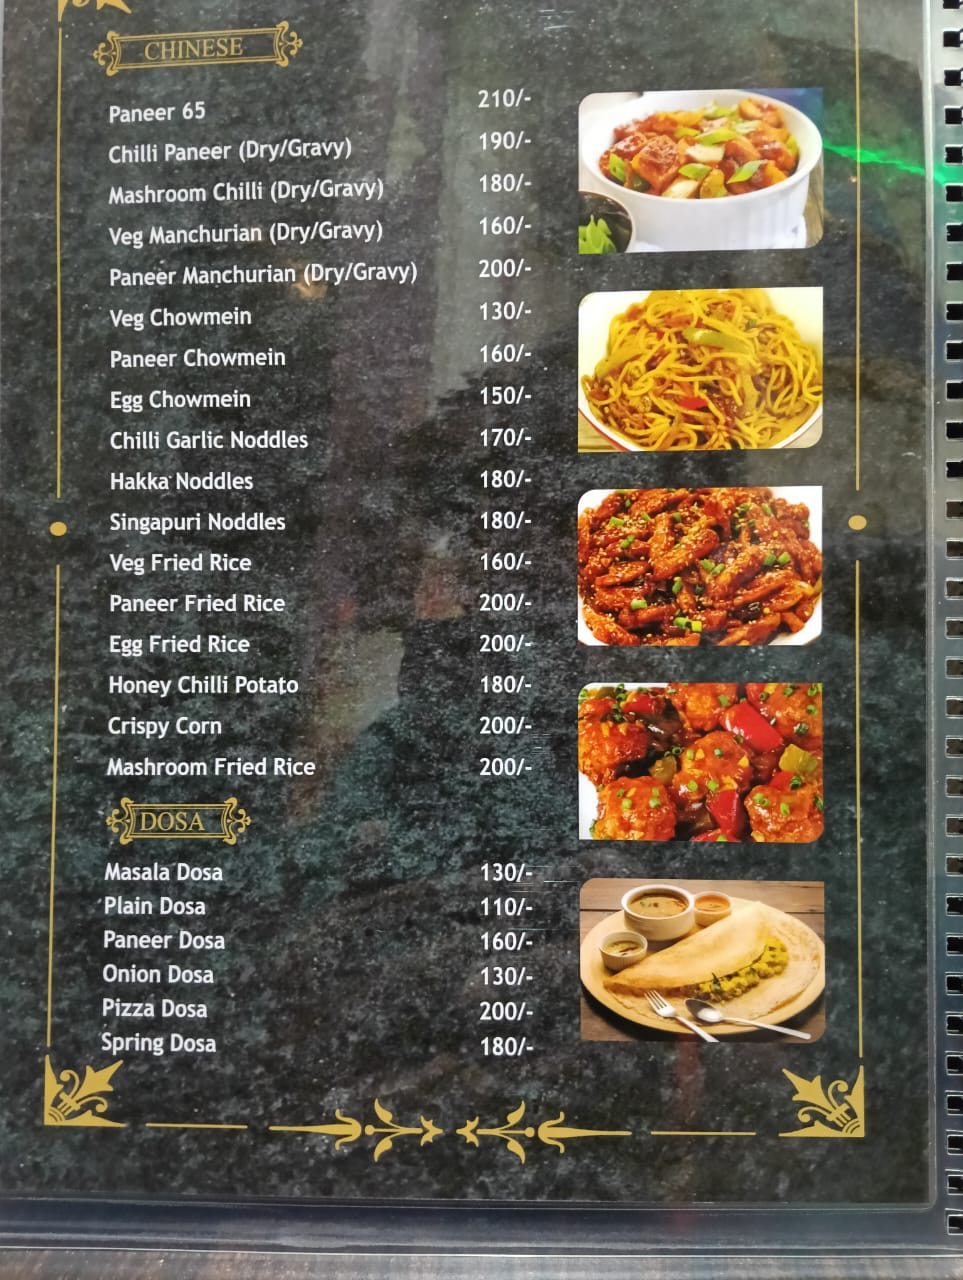 CHINESE
Paneer 65 210/-
Chilli Paneer (Dry/Gravy) 190/-
Mashroom Chilli (Dry/Gravy) 180/-
Veg Manchurian (Dry/Gravy) 160/-
Paneer Manchurian (Dry/Gravy) 200/-
Veg Chowmein 130/-
Paneer Chowmein 160/-
Egg Chowmein 150/-
Chilli Garlic Noddles 170/-
Hakka Noddles 180/-
Singapuri Noddles 180/-
Veg Fried Rice 160/-
Paneer Fried Rice 200/-
Egg Fried Rice 200/-
Honey Chilli Potato 180/-
Crispy Corn 200/-
Mashroom Fried Rice 200/-
DOSA
Masala Dosa 130/-
Plain Dosa 110/-
Paneer Dosa 160/-
Onion Dosa 130/-
Pizza Dosa 200/-
Spring Dosa 180/-